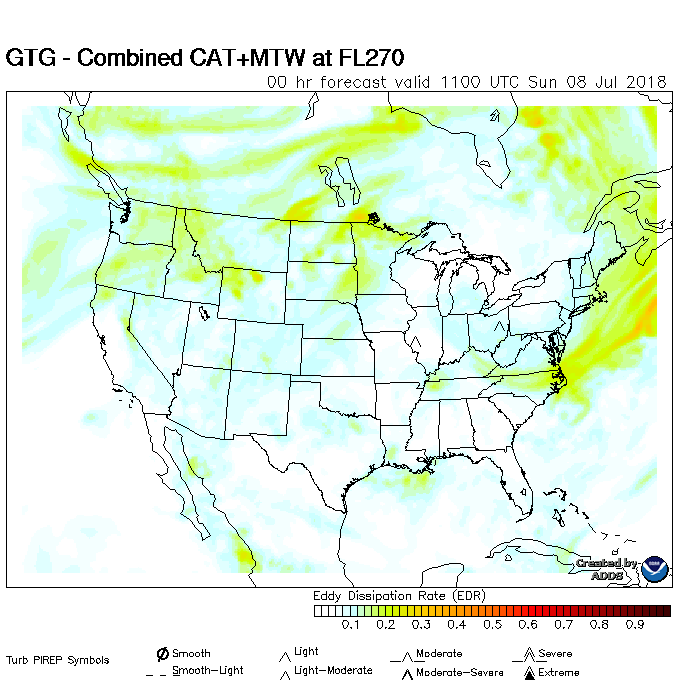 GTG - Combined CAT+MTW at FL270
00 hr forecast valid 1100 UTC Sun 08 Jul 2018
Created by
ADDS
Eddy Dissipation Rate (EDR)
0.1 0.2 0.3 0.4 0.5 0.6 0.7 0.8 0.9
Turb PIREP Symbols
Smooth Light Moderate Severe
Smooth-Light Light-Moderate Moderate-Severe Extreme